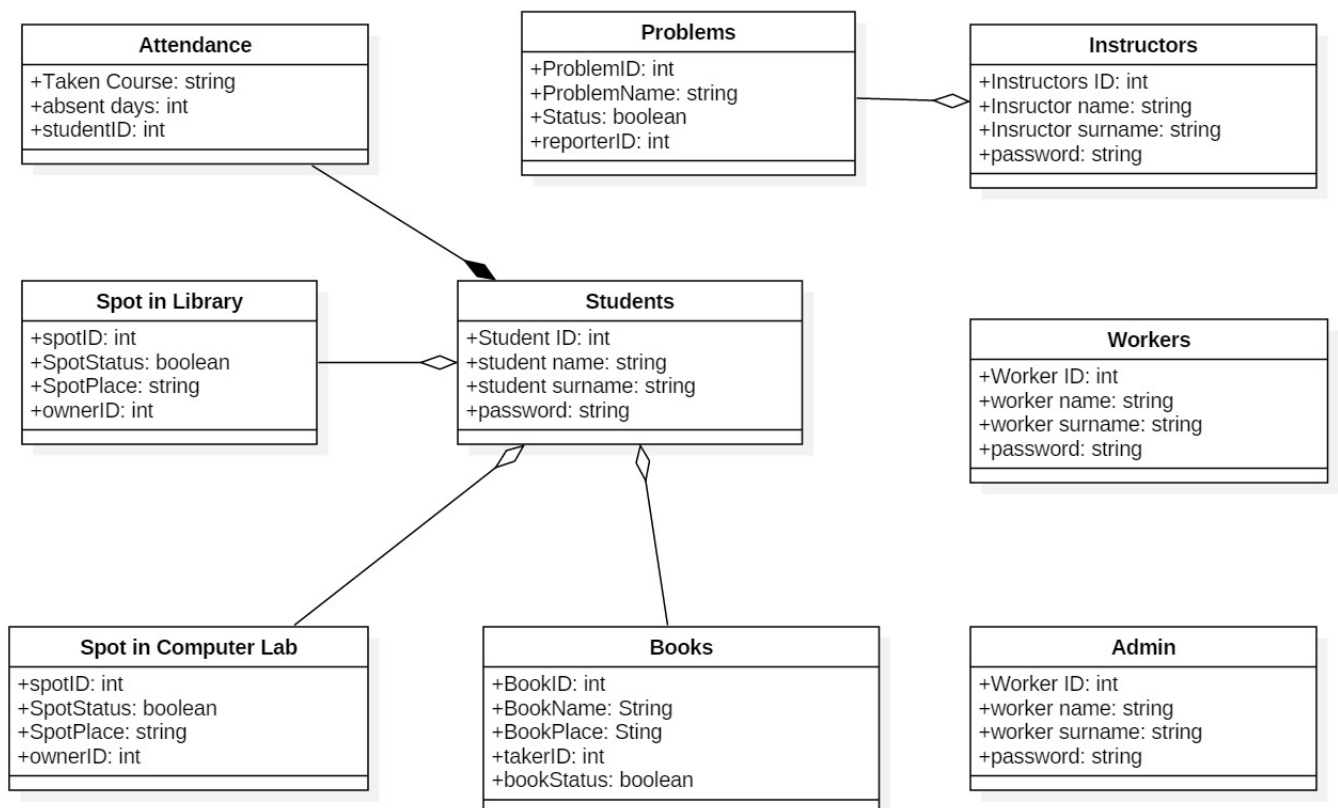 Attendance
+Taken Course: string
+absent days: int
+studentID: int
Problems
+ProblemID: int
+ProblemName: string
+Status: boolean
+reporterID: int
Instructors
+Instructors ID: int
+Insructor name: string
+Insructor surname: string
+password: string
Spot in Library
+spotID: int
+SpotStatus: boolean
+SpotPlace: string
+ownerID: int
Students
+Student ID: int
+student name: string
+student surname: string
+password: string
Workers
+Worker ID: int
+worker name: string
+worker surname: string
+password: string
Spot in Computer Lab
+spotID: int
+SpotStatus: boolean
+SpotPlace: string
+ownerID: int
Books
+BookID: int
+BookName: String
+BookPlace: Sting
+takerID: int
+bookStatus: boolean
Admin
+Worker ID: int
+worker name: string
+worker surname: string
+password: string